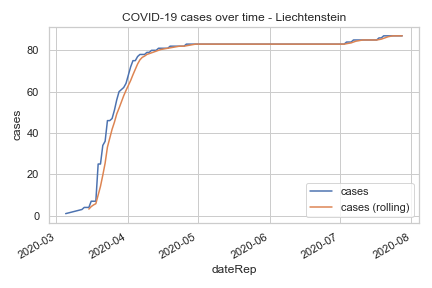 COVID-19 cases over time - Liechtenstein
cases
80
60
40
20
0
cases
cases (rolling)
2020-03
2020-04
2020-05
2020-06
2020-07
2020-08
dateRep